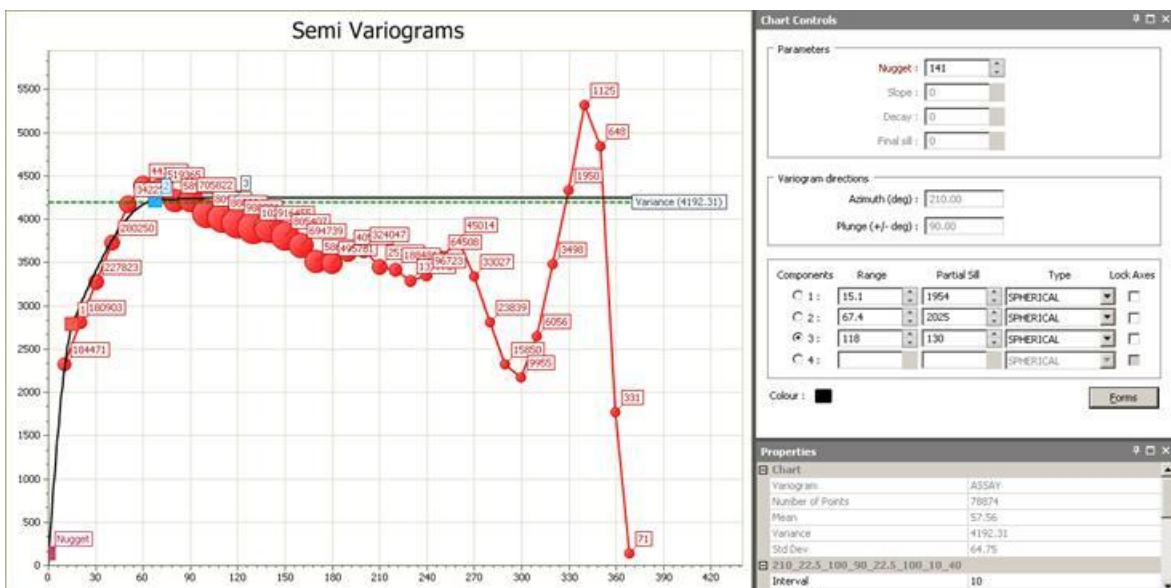 Semi Variograms
5500
5000
4500
4000
3500
3000
2500
2000
1500
1000
500
0
0 30 60 90 120 150 180 210 240 270 300 330 360 390 420
Nugget
184471
180903
227823
280250
519365
705822
2
3
805407
694739
495781
324047
96723
64508
45014
33027
23839
15850
9955
6056
3498
1950
1125
648
331
71
Variance (4192.31)
Chart Controls
Parameters
Nugget : 141
Slope : 0
Decay : 0
Final sill : 0
Variogram directions
Azimuth (deg) : 210.00
Plunge (+/- deg) : 90.00
Components Range Partial Sill Type Lock Axes
1 : 15.1 1954 SPHERICAL
2 : 67.4 2025 SPHERICAL
3 : 118 130 SPHERICAL
4 : SPHERICAL
Colour : Forms
Properties
Chart
Variogram ASSAY
Number of Points 78874
Mean 57.56
Variance 4192.31
Std Dev 64.75
210_22.5_100_90_22.5_100_10_40
Interval 10